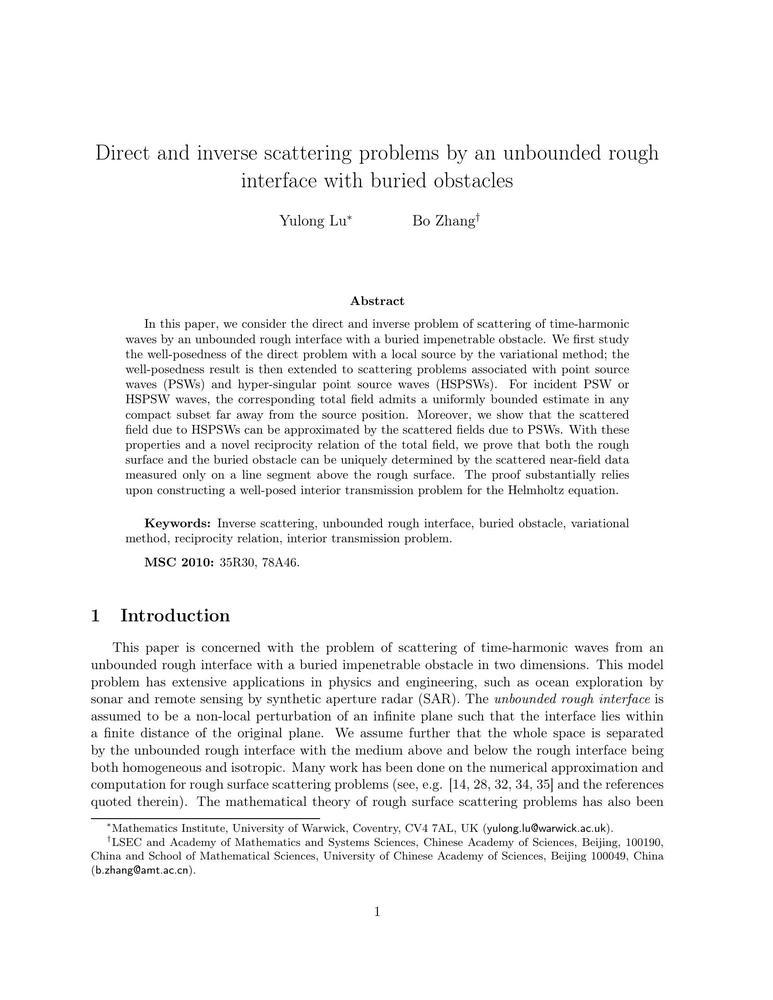 Direct and inverse scattering problems by an unbounded rough
interface with buried obstacles
Yulong Lu* Bo Zhang†
Abstract
In this paper, we consider the direct and inverse problem of scattering of time-harmonic
waves by an unbounded rough interface with a buried impenetrable obstacle. We first study
the well-posedness of the direct problem with a local source by the variational method; the
well-posedness result is then extended to scattering problems associated with point source
waves (PSWs) and hyper-singular point source waves (HSPSWs). For incident PSW or
HSPSW waves, the corresponding total field admits a uniformly bounded estimate in any
compact subset far away from the source position. Moreover, we show that the scattered
field due to HSPSWs can be approximated by the scattered fields due to PSWs. With these
properties and a novel reciprocity relation of the total field, we prove that both the rough
surface and the buried obstacle can be uniquely determined by the scattered near-field data
measured only on a line segment above the rough surface. The proof substantially relies
upon constructing a well-posed interior transmission problem for the Helmholtz equation.
Keywords: Inverse scattering, unbounded rough interface, buried obstacle, variational
method, reciprocity relation, interior transmission problem.
MSC 2010: 35R30, 78A46.
1 Introduction
This paper is concerned with the problem of scattering of time-harmonic waves from an
unbounded rough interface with a buried impenetrable obstacle in two dimensions. This model
problem has extensive applications in physics and engineering, such as ocean exploration by
sonar and remote sensing by synthetic aperture radar (SAR). The unbounded rough interface is
assumed to be a non-local perturbation of an infinite plane such that the interface lies within
a finite distance of the original plane. We assume further that the whole space is separated
by the unbounded rough interface with the medium above and below the rough interface being
both homogeneous and isotropic. Many work has been done on the numerical approximation and
computation for rough surface scattering problems (see, e.g. [14, 28, 32, 34, 35] and the references
quoted therein). The mathematical theory of rough surface scattering problems has also been
*Mathematics Institute, University of Warwick, Coventry, CV4 7AL, UK (yulong.lu@warwick.ac.uk).
†LSEC and Academy of Mathematics and Systems Sciences, Chinese Academy of Sciences, Beijing, 100190,
China and School of Mathematical Sciences, University of Chinese Academy of Sciences, Beijing 100049, China
(b.zhang@amt.ac.cn).
1